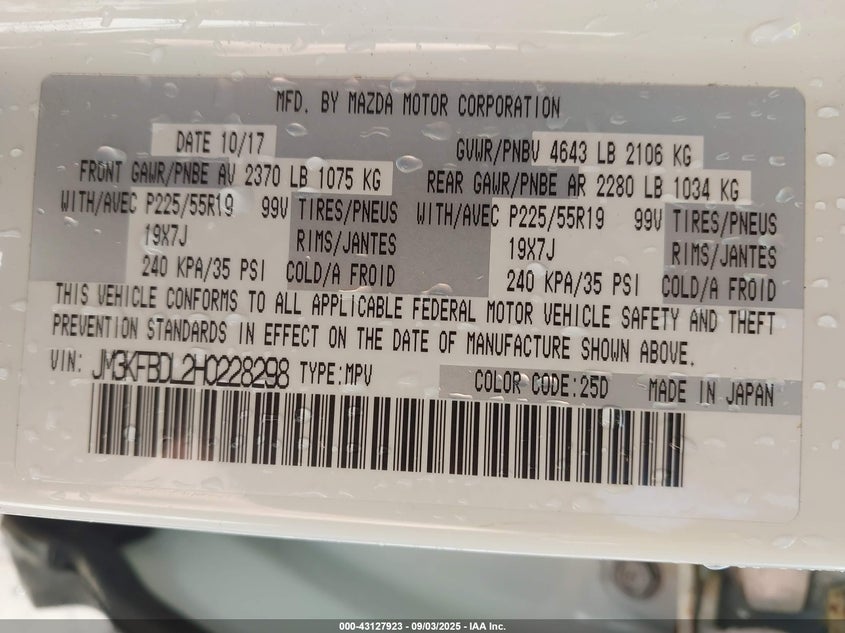 MFD. BY MAZDA MOTOR CORPORATION
DATE 10/17 GVWR/PNBV 4643 LB 2106 KG
FRONT GAWR/PNBE AV 2370 LB 1075 KG REAR GAWR/PNBE AR 2280 LB 1034 KG
WITH/AVEC P225/55R19 99V TIRES/PNEUS WITH/AVEC P225/55R19 99V TIRES/PNEUS
19X7J RIMS/JANTES 19X7J RIMS/JANTES
240 KPA/35 PSI COLD/A FROID 240 KPA/35 PSI COLD/A FROID
THIS VEHICLE CONFORMS TO ALL APPLICABLE FEDERAL MOTOR VEHICLE SAFETY AND THEFT
PREVENTION STANDARDS IN EFFECT ON THE DATE OF MANUFACTURE SHOWN ABOVE.
VIN: JM3KFBDL2H0228298 TYPE:MPV COLOR CODE:25D MADE IN JAPAN
000-43127923 - 09/03/2025 - IAA Inc.